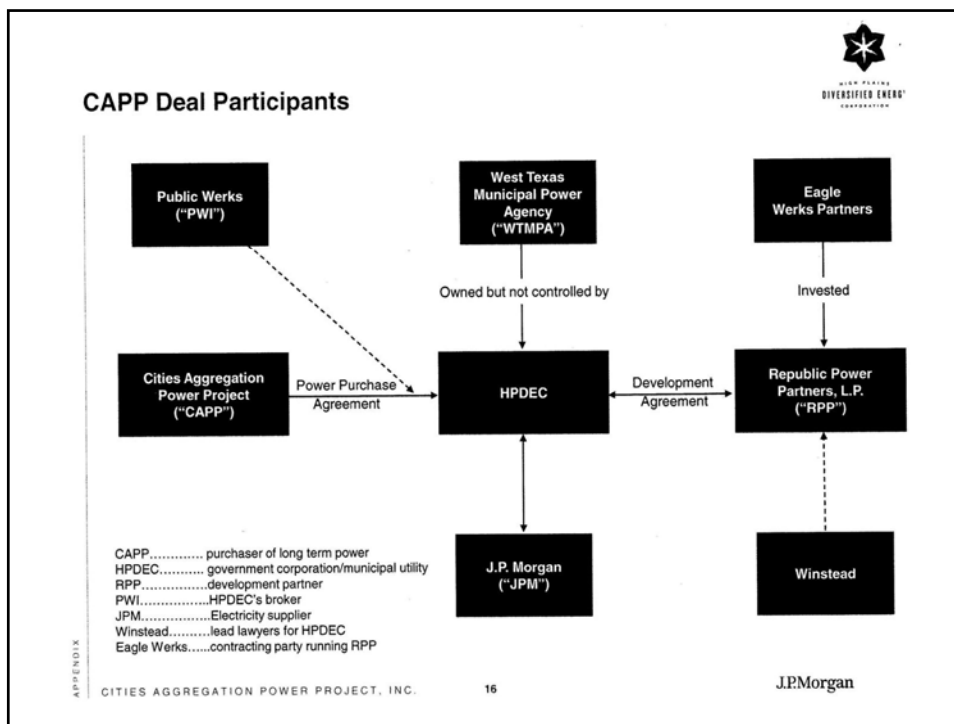 HIGH PLAINS
DIVERSIFIED ENERGY
CORPORATION
CAPP Deal Participants
Public Werks
("PWI")
West Texas
Municipal Power
Agency
("WTMPA")
Eagle
Werks Partners
Owned but not controlled by
Invested
Cities Aggregation
Power Project
("CAPP")
Power Purchase
Agreement
HPDEC
Development
Agreement
Republic Power
Partners, L.P.
("RPP")
J.P. Morgan
("JPM")
Winstead
CAPP............. purchaser of long term power
HPDEC........... government corporation/municipal utility
RPP.................development partner
PWI.................HPDEC's broker
JPM.................Electricity supplier
Winstead..........lead lawyers for HPDEC
Eagle Werks......contracting party running RPP
APPENDIX
CITIES AGGREGATION POWER PROJECT, INC.
16
J.P.Morgan